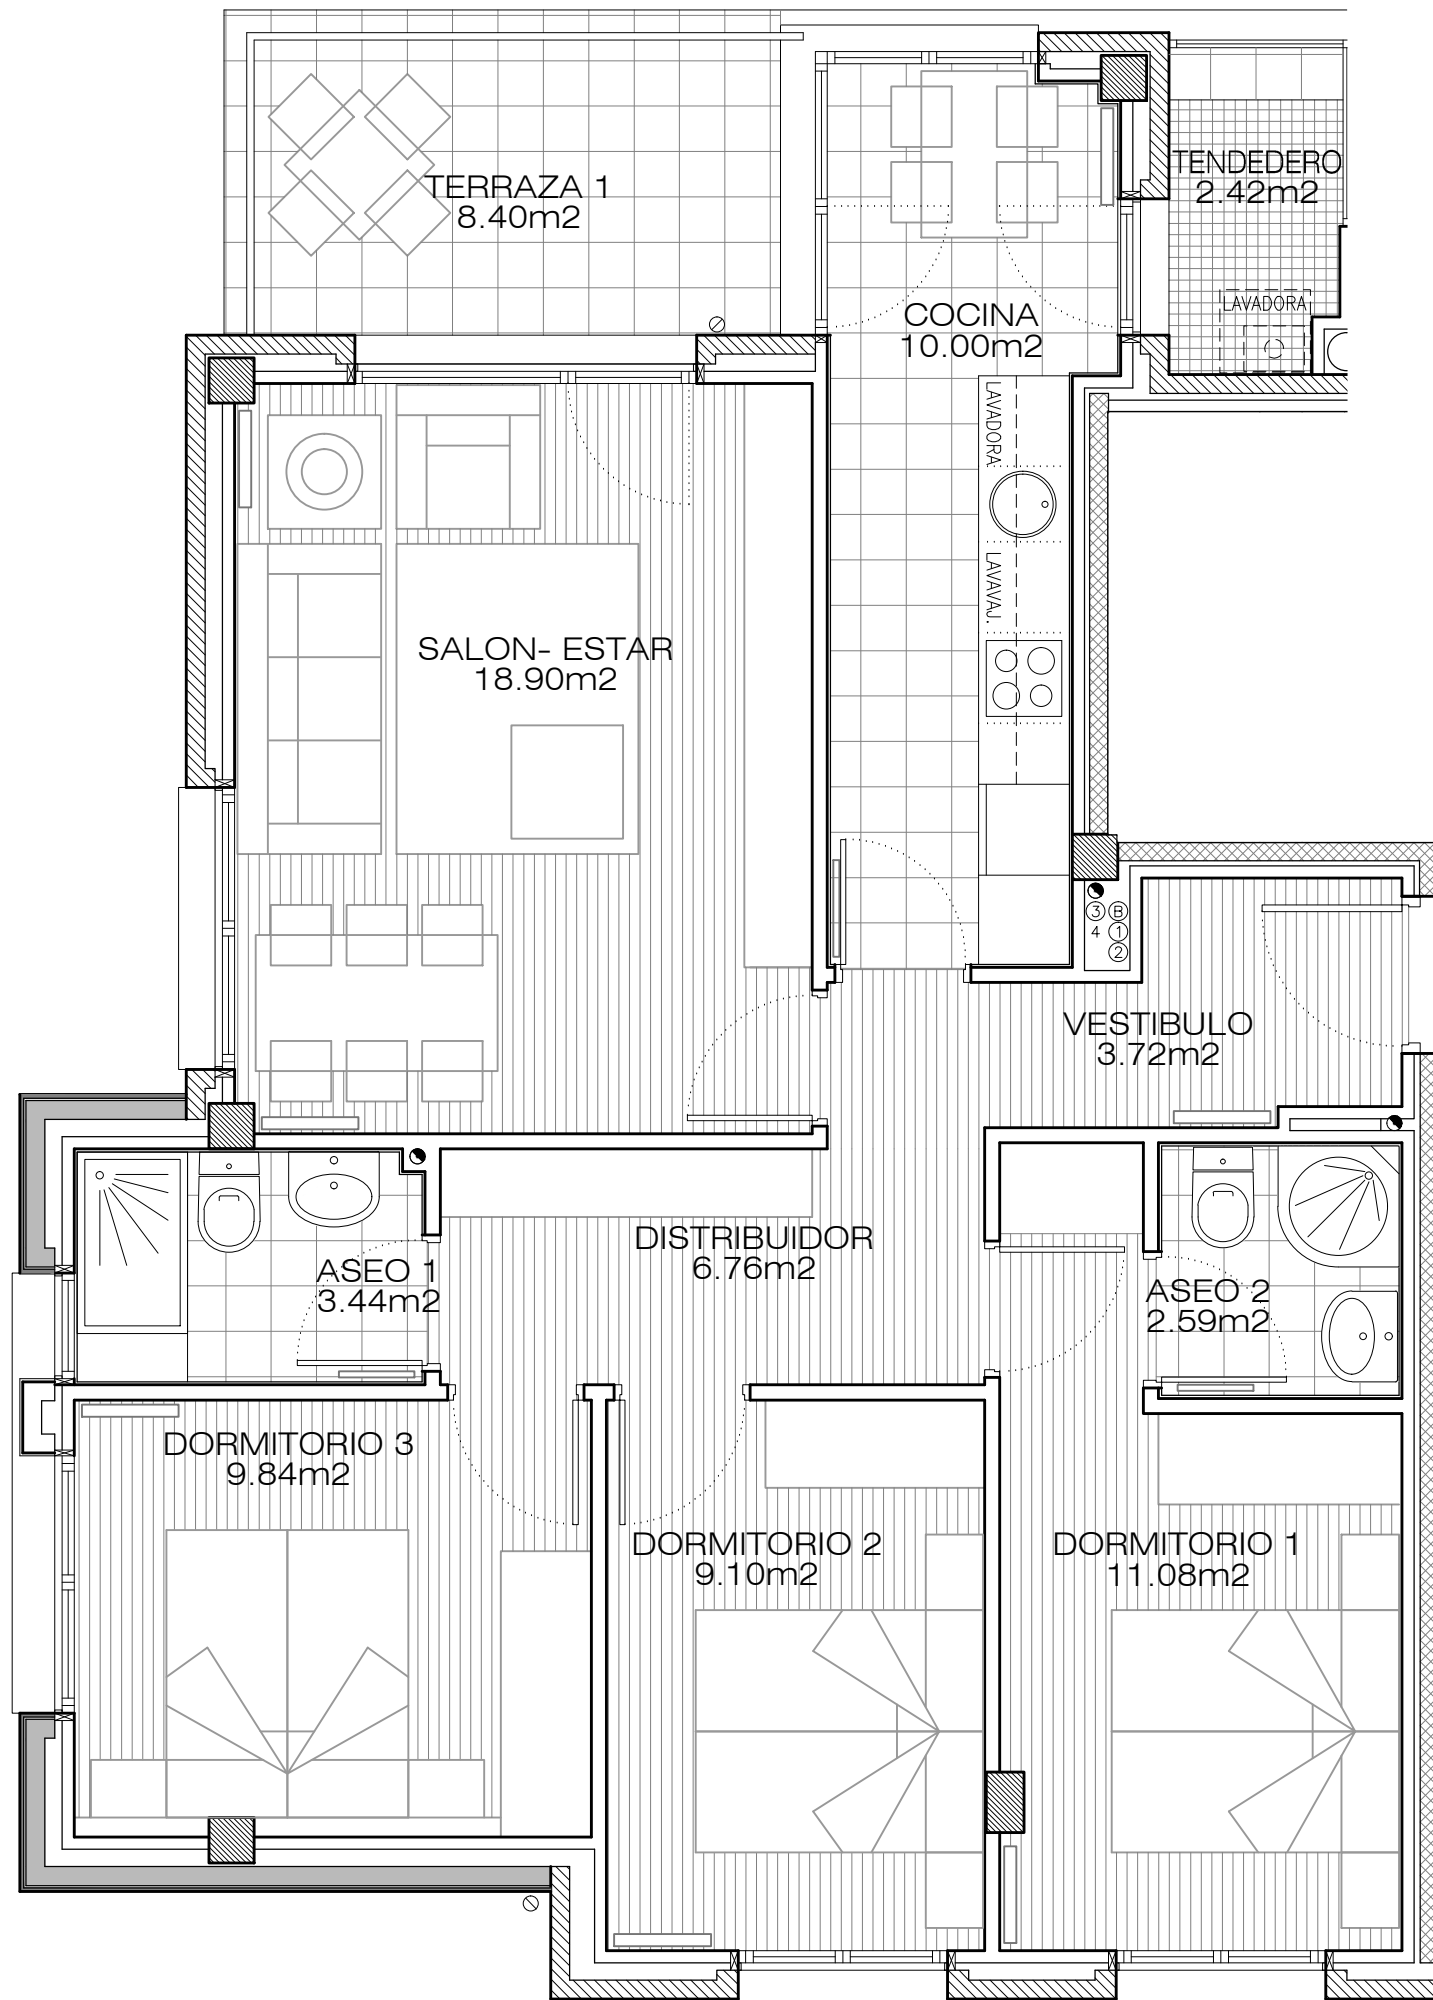 TERRAZA 1
8.40m2
TENDEDERO
2.42m2
LAVADORA
COCINA
10.00m2
LAVADORA
LAVAVAJ.
SALON- ESTAR
18.90m2
3 B
4 1
2
VESTIBULO
3.72m2
DISTRIBUIDOR
6.76m2
ASEO 1
3.44m2
ASEO 2
2.59m2
DORMITORIO 3
9.84m2
DORMITORIO 2
9.10m2
DORMITORIO 1
11.08m2